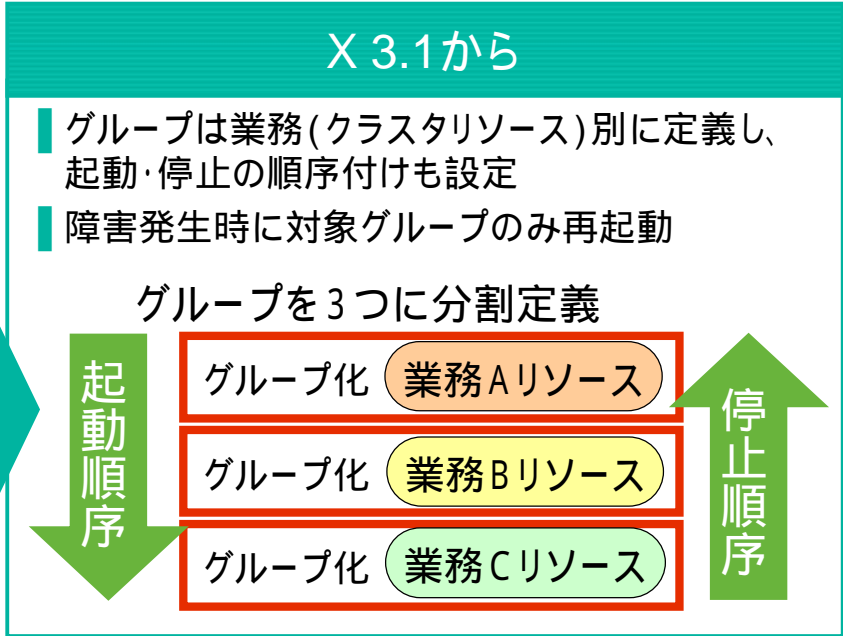 X 3.1から
グループは業務(クラスタリソース)別に定義し、
起動･停止の順序付けも設定
障害発生時に対象グループのみ再起動
グループを3つに分割定義
起動順序
グループ化 業務Aリソース
グループ化 業務Bリソース
グループ化 業務Cリソース
停止順序